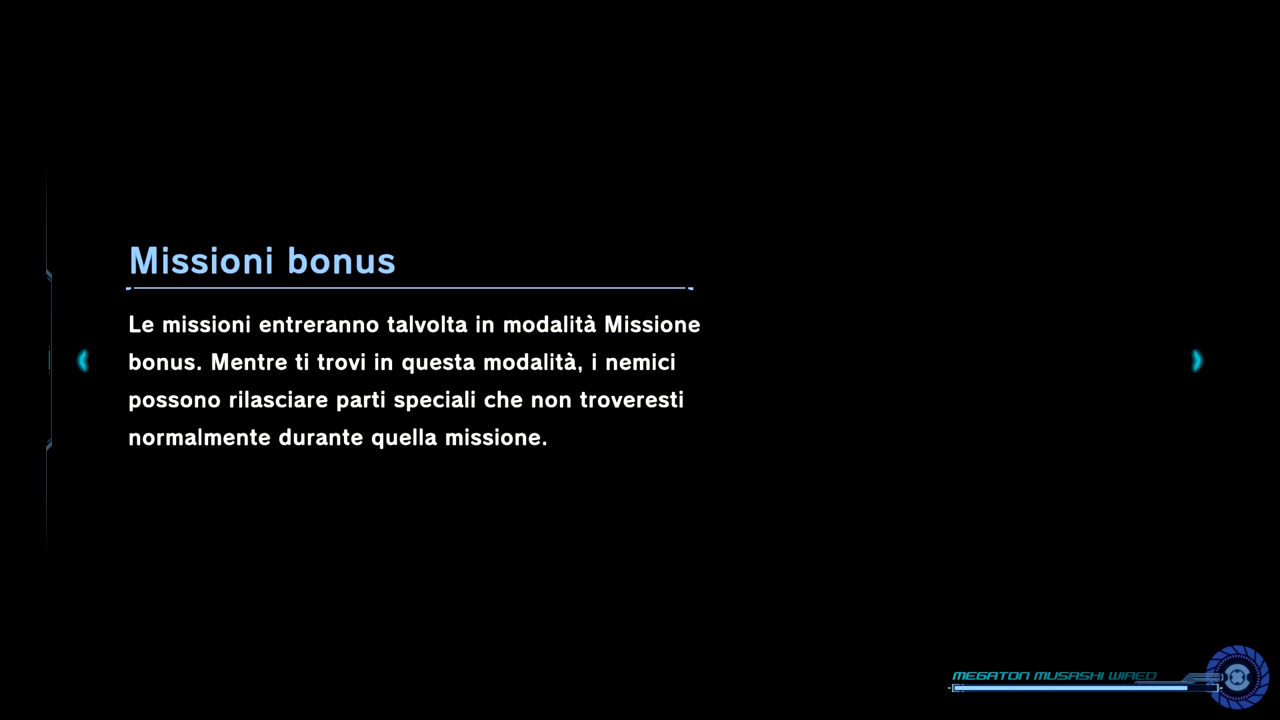 Missioni bonus
Le missioni entreranno talvolta in modalità Missione
bonus. Mentre ti trovi in questa modalità, i nemici
possono rilasciare parti speciali che non troveresti
normalmente durante quella missione.
MEGATON MUSASHI WIRED